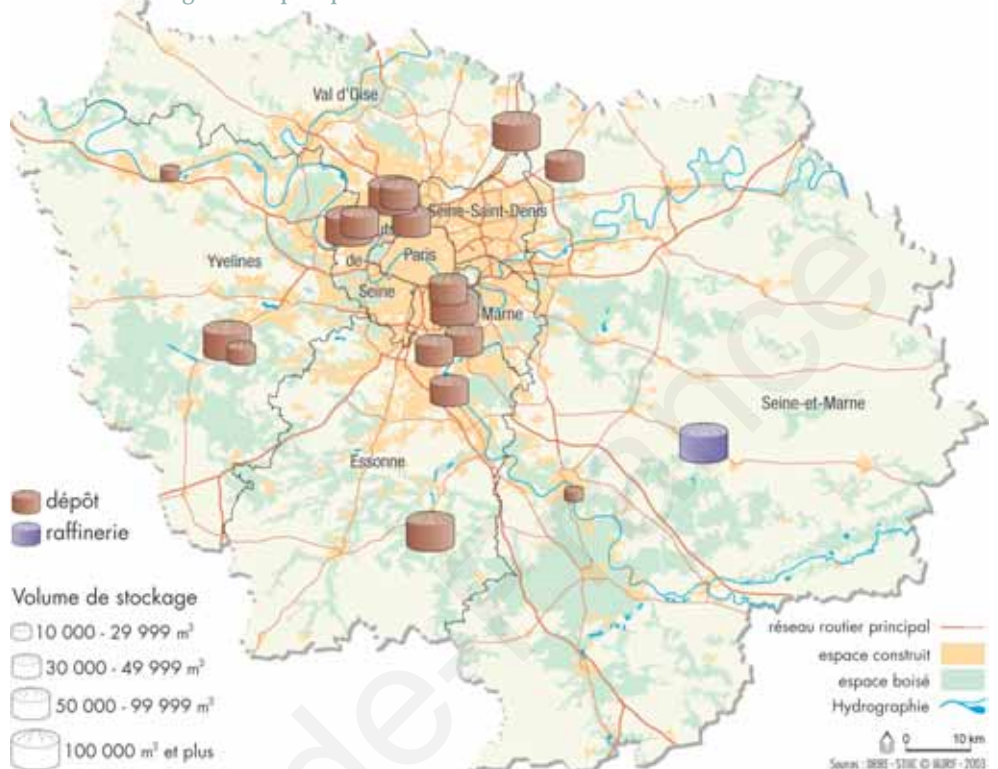 Val d'Oise
Seine-Saint-Denis
Paris
Yvelines
de-
Seine
Marne
Seine-et-Marne
Essonne
dépôt
raffinerie
Volume de stockage
10 000 - 29 999 m³
30 000 - 49 999 m³
50 000 - 99 999 m³
100 000 m³ et plus
réseau routier principal
espace construit
espace boisé
Hydrographie
0 10 km
2003